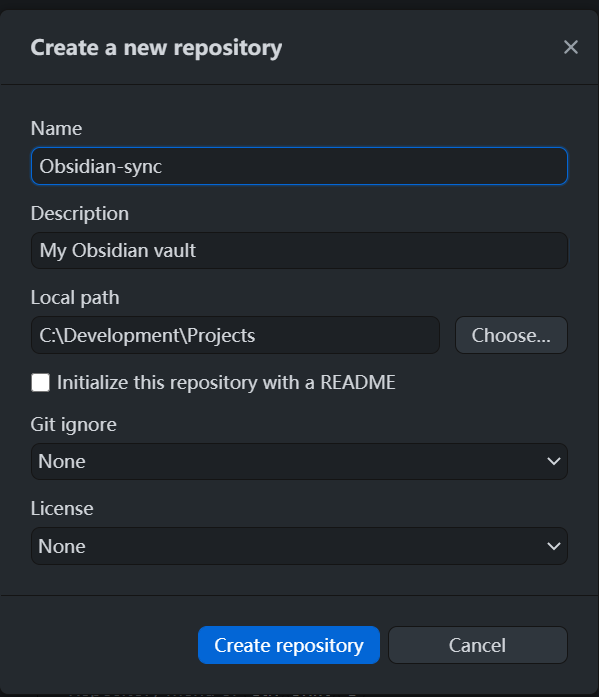 Create a new repository
Name
Obsidian-sync
Description
My Obsidian vault
Local path
C:\Development\Projects
Choose...
Initialize this repository with a README
Git ignore
None
License
None
Create repository
Cancel